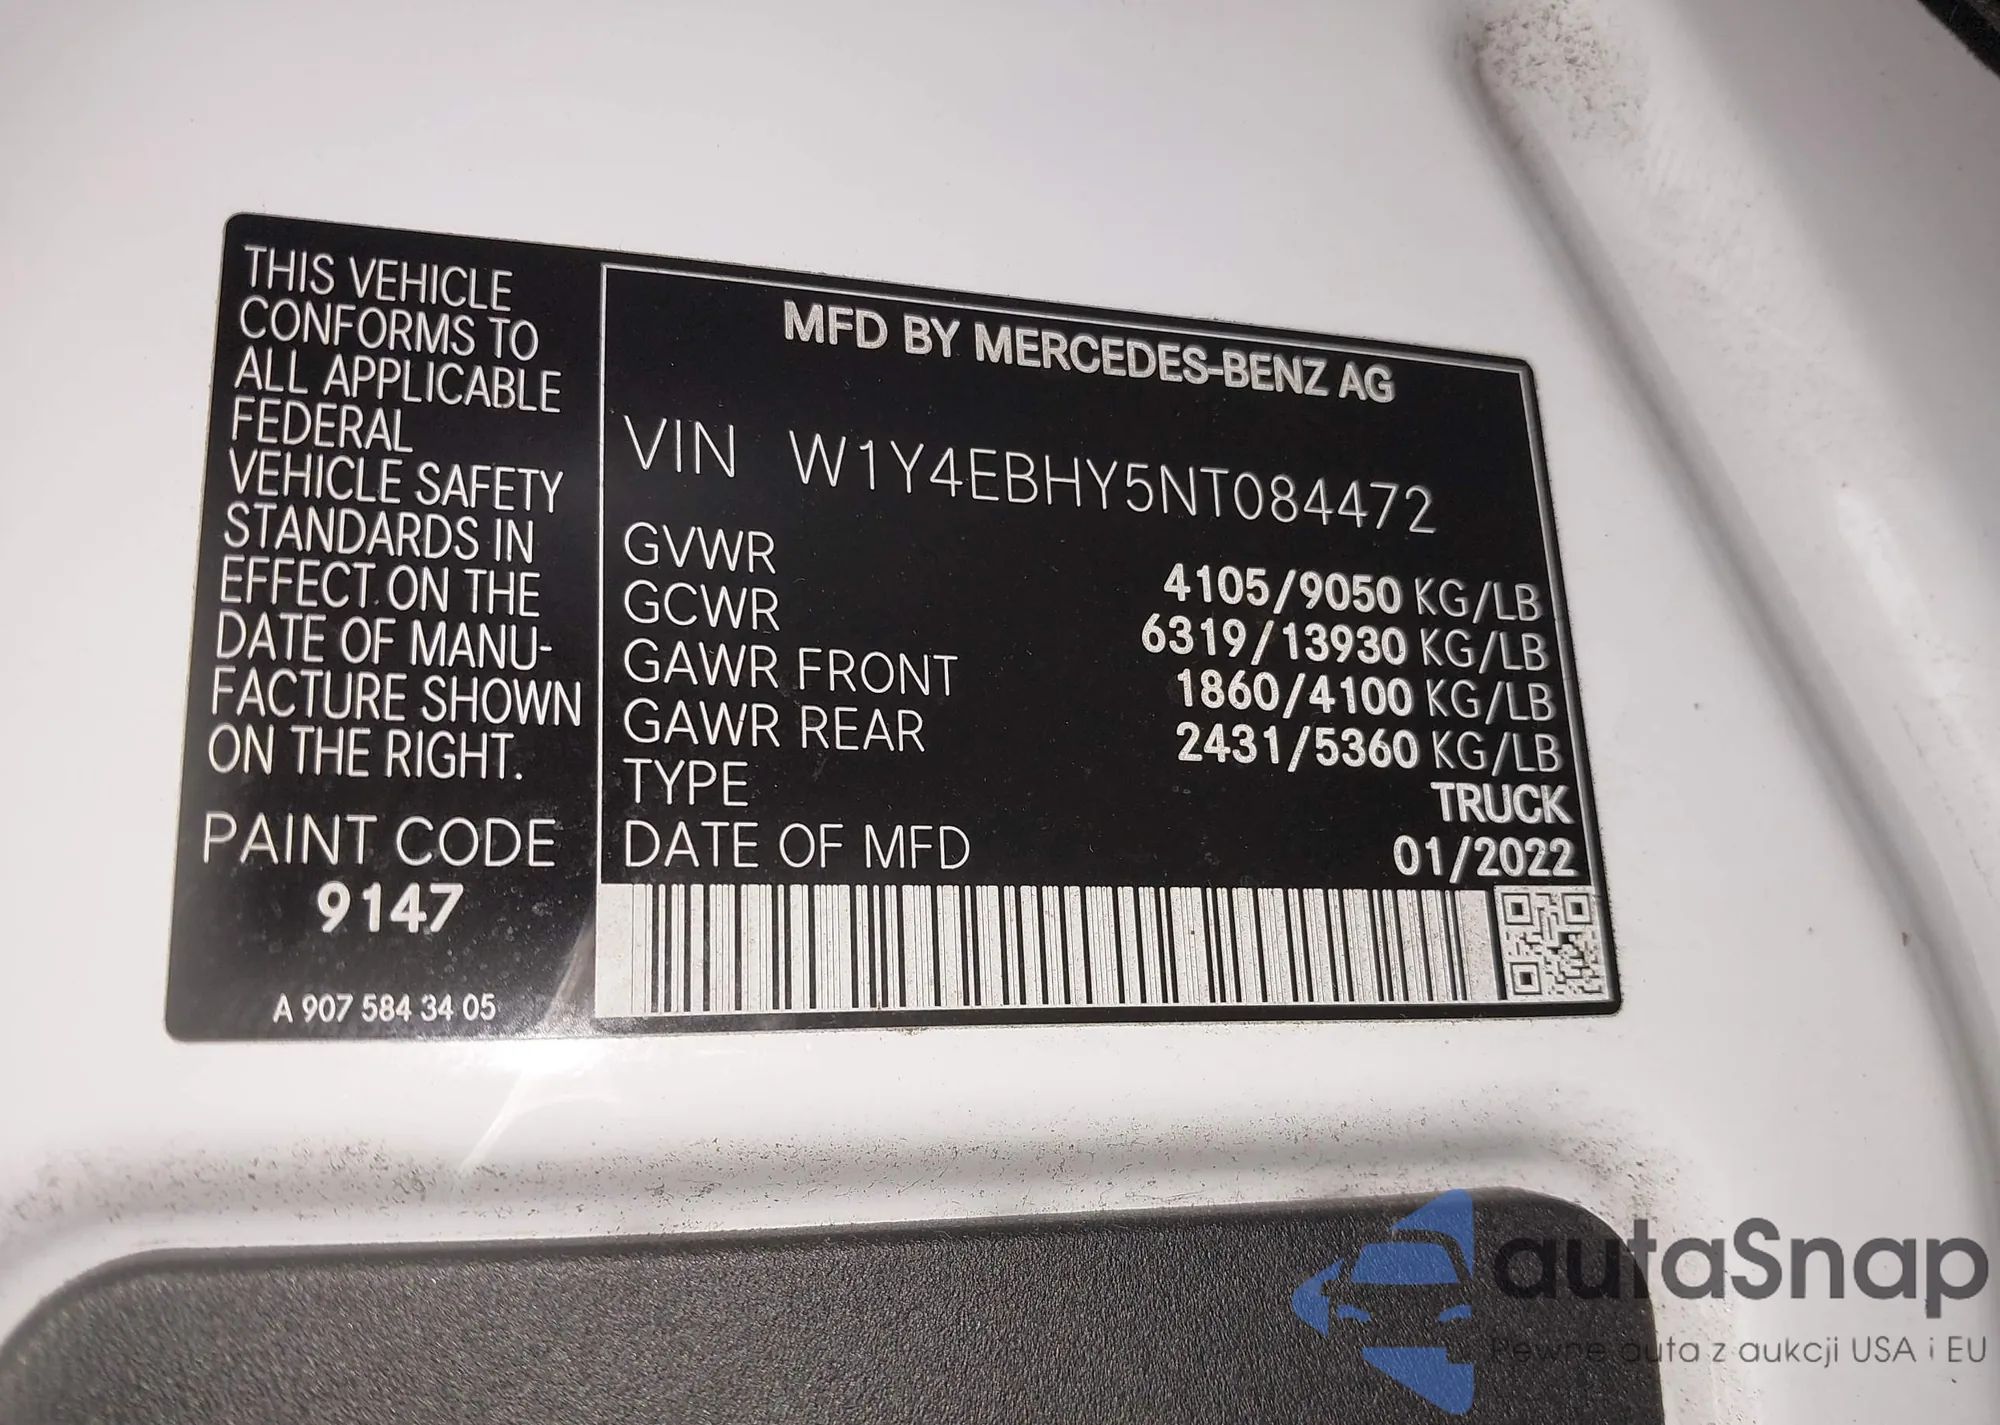 THIS VEHICLE
CONFORMS TO
ALL APPLICABLE
FEDERAL
VEHICLE SAFETY
STANDARDS IN
EFFECT ON THE
DATE OF MANU-
FACTURE SHOWN
ON THE RIGHT.
PAINT CODE
9147
A 907 584 34 05
MFD BY MERCEDES-BENZ AG
VIN W1Y4EBHY5NT084472
GVWR 4105/9050 KG/LB
GCWR 6319/13930 KG/LB
GAWR FRONT 1860/4100 KG/LB
GAWR REAR 2431/5360 KG/LB
TYPE TRUCK
DATE OF MFD 01/2022
autaSnap
Pewne auta z aukcji USA i EU